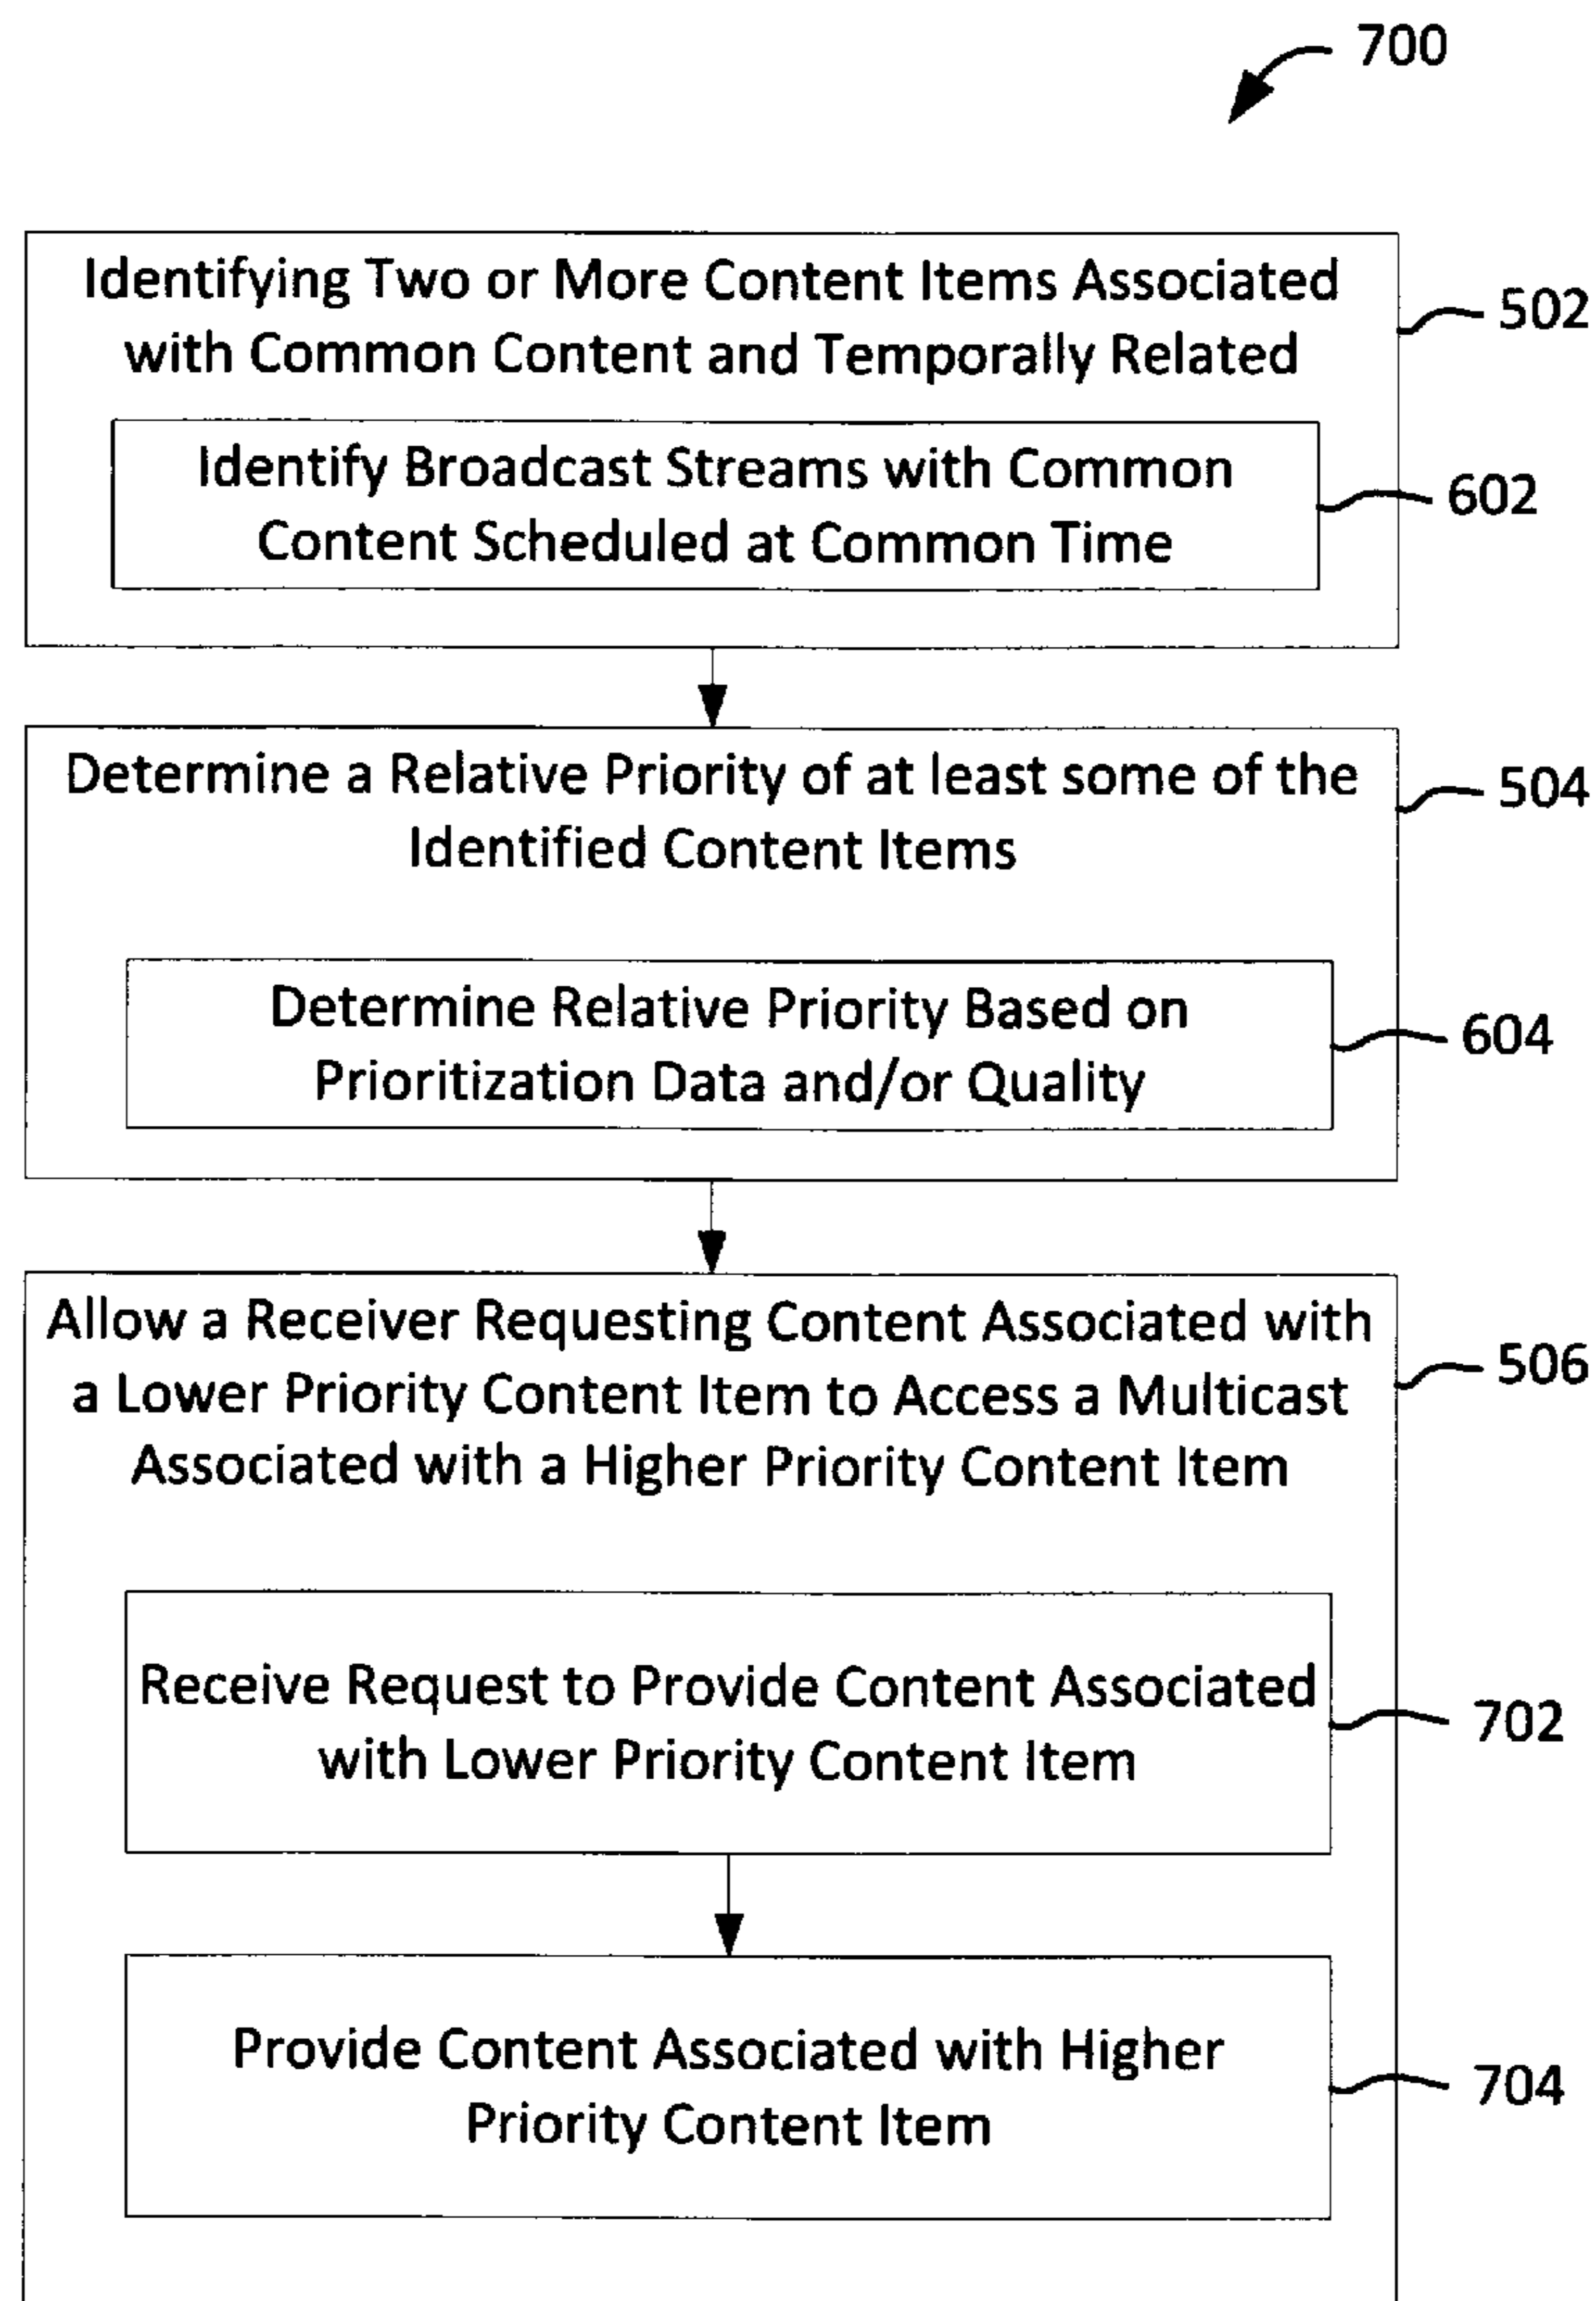 700
Identifying Two or More Content Items Associated
with Common Content and Temporally Related
502
Identify Broadcast Streams with Common
Content Scheduled at Common Time
602
Determine a Relative Priority of at least some of the
Identified Content Items
504
Determine Relative Priority Based on
Prioritization Data and/or Quality
604
Allow a Receiver Requesting Content Associated with
a Lower Priority Content Item to Access a Multicast
Associated with a Higher Priority Content Item
506
Receive Request to Provide Content Associated
with Lower Priority Content Item
702
Provide Content Associated with Higher
Priority Content Item
704